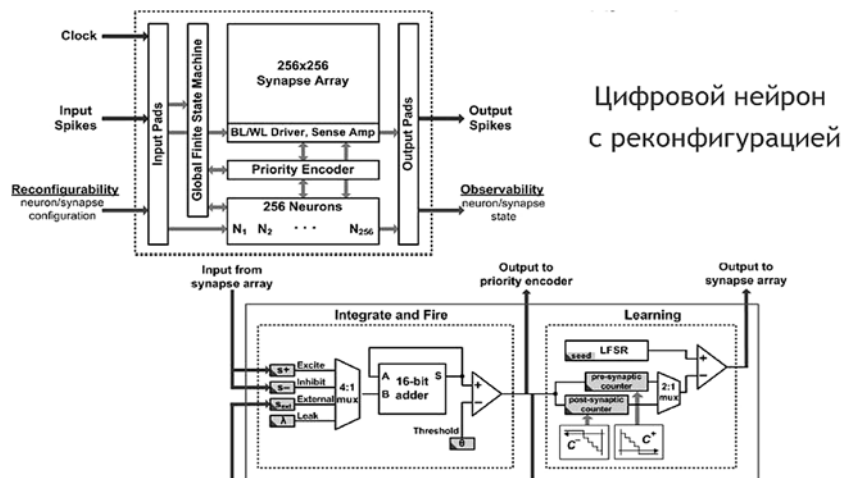 Clock
Input
Spikes
Reconfigurability
neuron/synapse
configuration
Input Pads
Global Finite State Machine
256x256
Synapse Array
BL/WL Driver, Sense Amp
Priority Encoder
256 Neurons
N1 N2 · · · N256
Output Pads
Output
Spikes
Observability
neuron/synapse
state
Цифровой нейрон
с реконфигурацией
Input from
synapse array
Output to
priority encoder
Output to
synapse array
Integrate and Fire
Learning
s+ Excite
s− Inhibit
sext External
λ Leak
4:1
mux
A
B
S
16-bit
adder
+
−
Threshold
θ
LFSR
seed
pre-synaptic
counter
post-synaptic
counter
2:1
mux
+
−
C−
C+